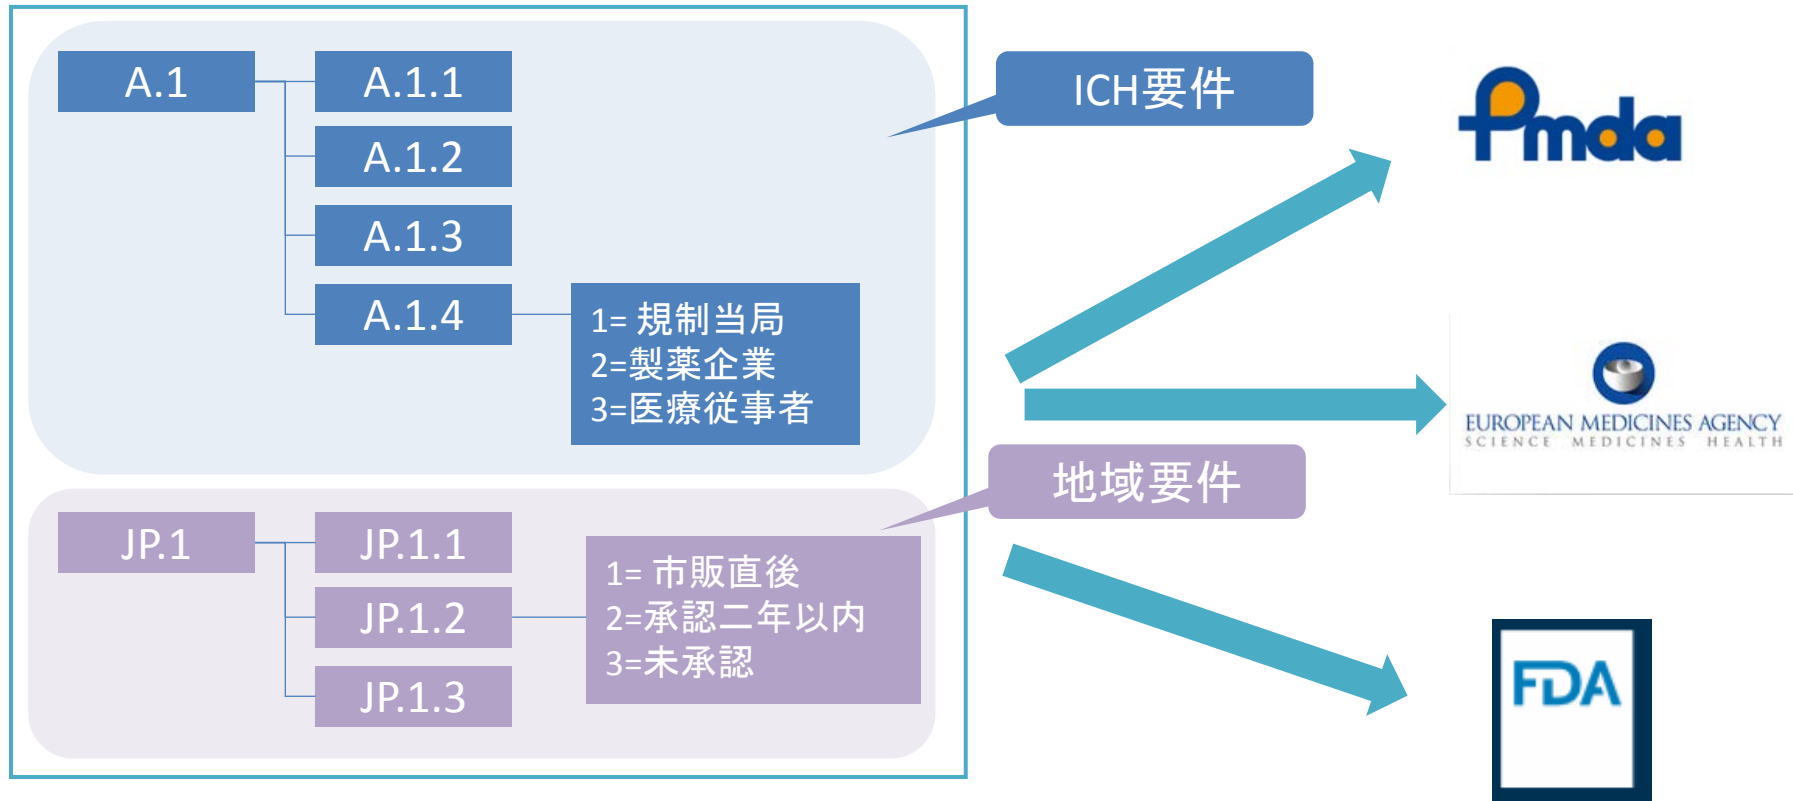 A.1
A.1.1
A.1.2
A.1.3
A.1.4
1= 規制当局
2=製薬企業
3=医療従事者
ICH要件
JP.1
JP.1.1
JP.1.2
JP.1.3
1= 市販直後
2=承認二年以内
3=未承認
地域要件
Pmda
EUROPEAN MEDICINES AGENCY
SCIENCE MEDICINES HEALTH
FDA